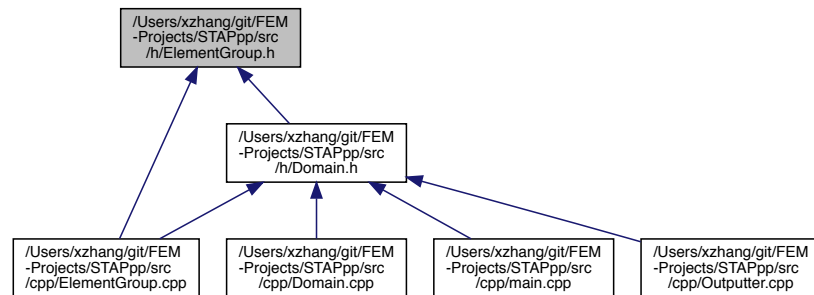 /Users/xzhang/git/FEM
-Projects/STAPpp/src
/h/ElementGroup.h
/Users/xzhang/git/FEM
-Projects/STAPpp/src
/h/Domain.h
/Users/xzhang/git/FEM
-Projects/STAPpp/src
/cpp/ElementGroup.cpp
/Users/xzhang/git/FEM
-Projects/STAPpp/src
/cpp/Domain.cpp
/Users/xzhang/git/FEM
-Projects/STAPpp/src
/cpp/main.cpp
/Users/xzhang/git/FEM
-Projects/STAPpp/src
/cpp/Outputter.cpp